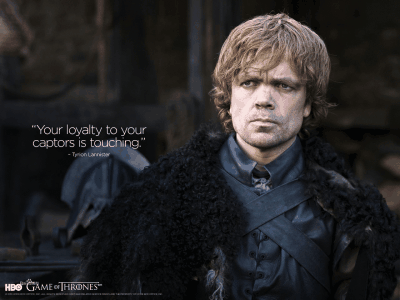 “Your loyalty to your
captors is touching.”
- Tyrion Lannister
HBO GAME OF THRONES